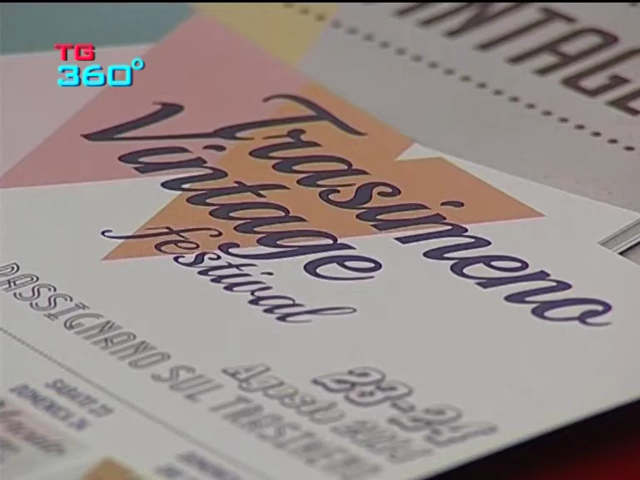 TG
360°
VINTAGE
Trasimeno
Vintage
festival
23-24
Agosto 2014
PASSIGNANO SUL TRASIMENO
SABATO 23
DOMENICA 24